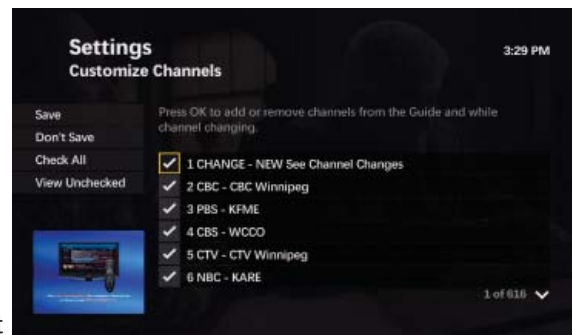 Settings
Customize Channels
3:29 PM
Save
Don't Save
Check All
View Unchecked
Press OK to add or remove channels from the Guide and while
channel changing.
1 CHANGE - NEW See Channel Changes
2 CBC - CBC Winnipeg
3 PBS - KFME
4 CBS - WCCO
5 CTV - CTV Winnipeg
6 NBC - KARE
1 of 616